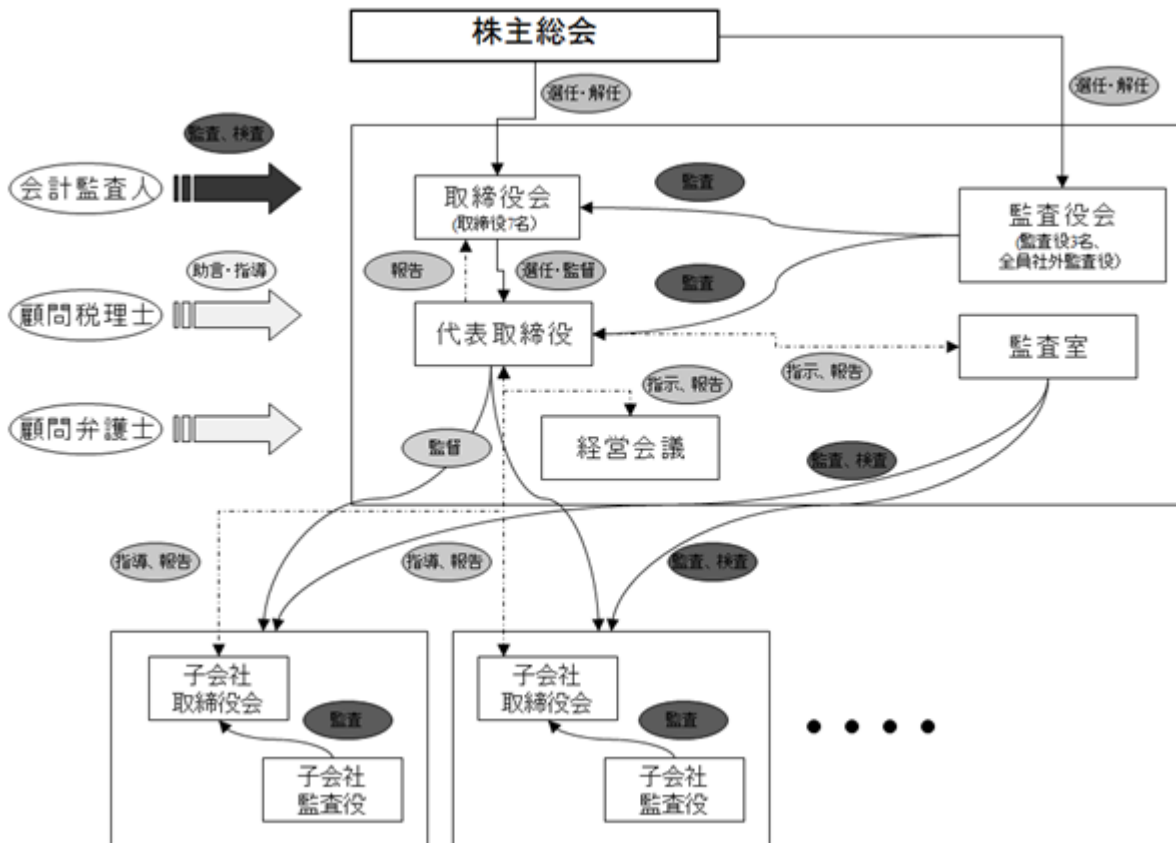 株主総会
選任・解任
選任・解任
監査、検査
会計監査人
取締役会
(取締役7名)
監査
監査役会
(監査役3名、
全員社外監査役)
助言・指導
報告
選任・監督
監査
顧問税理士
代表取締役
監査室
指示、報告
指示、報告
顧問弁護士
監督
経営会議
監査、検査
指導、報告
指導、報告
監査、検査
子会社
取締役会
監査
子会社
監査役
子会社
取締役会
監査
子会社
監査役